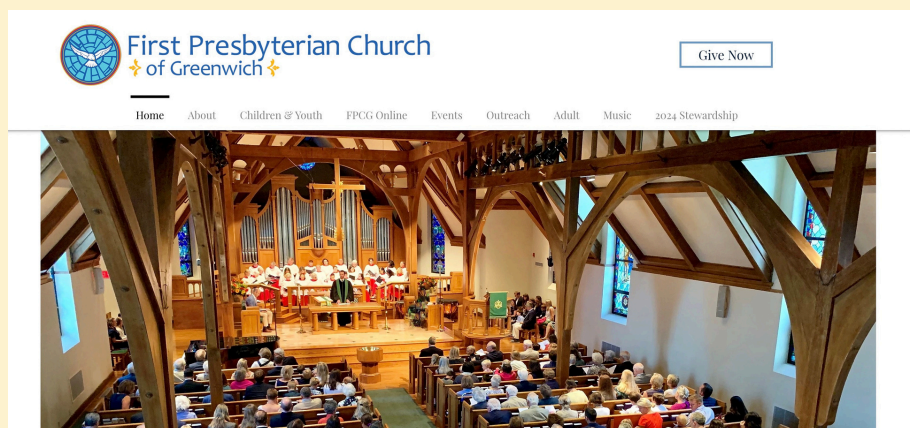 First Presbyterian Church
of Greenwich
Give Now
Home About Children & Youth FPCG Online Events Outreach Adult Music 2024 Stewardship